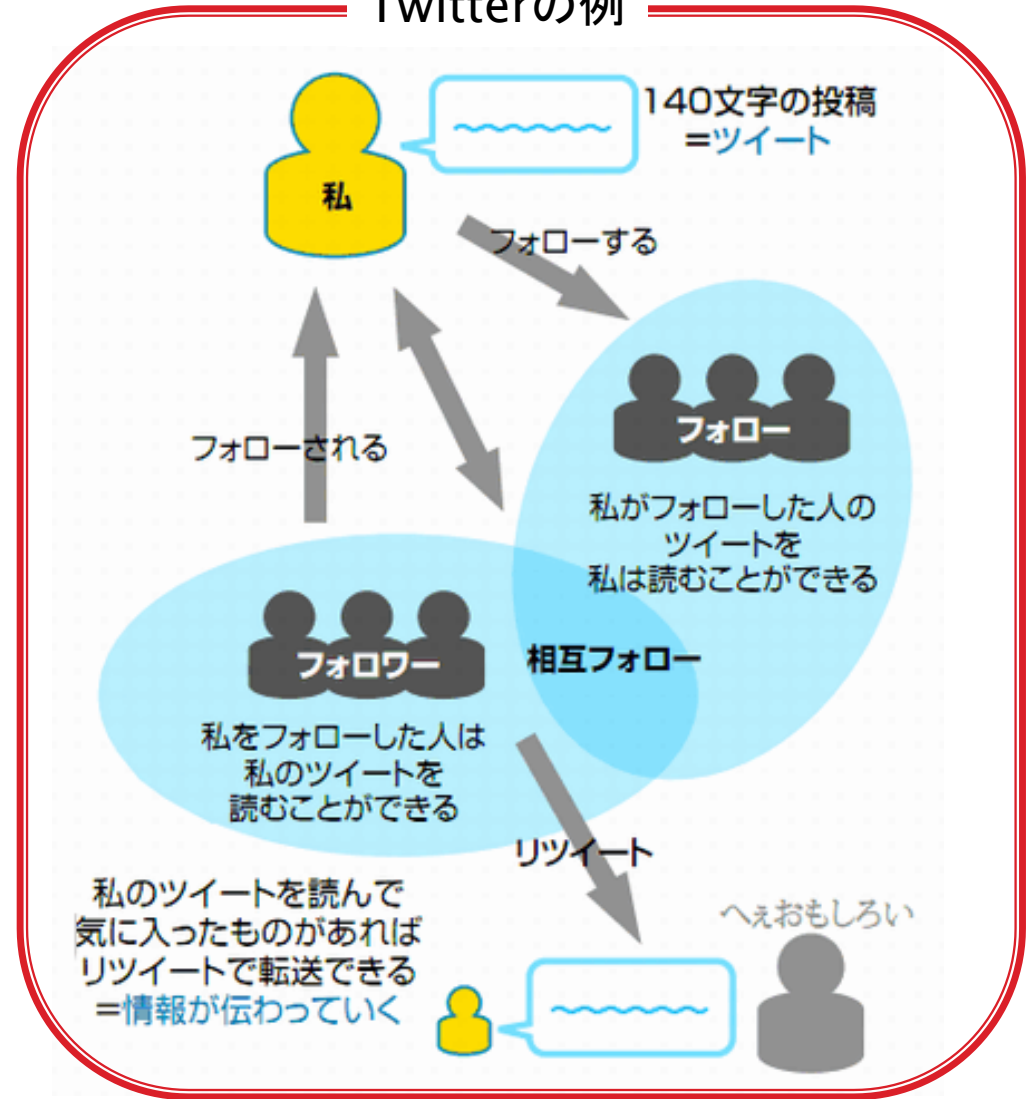 Twitterの例
140文字の投稿
=ツイート
私
フォローする
フォロー
フォローされる
私がフォローした人の
ツイートを
私は読むことができる
フォロワー
相互フォロー
私をフォローした人は
私のツイートを
読むことができる
リツイート
私のツイートを読んで
気に入ったものがあれば
リツイートで転送できる
=情報が伝わっていく
へぇおもしろい